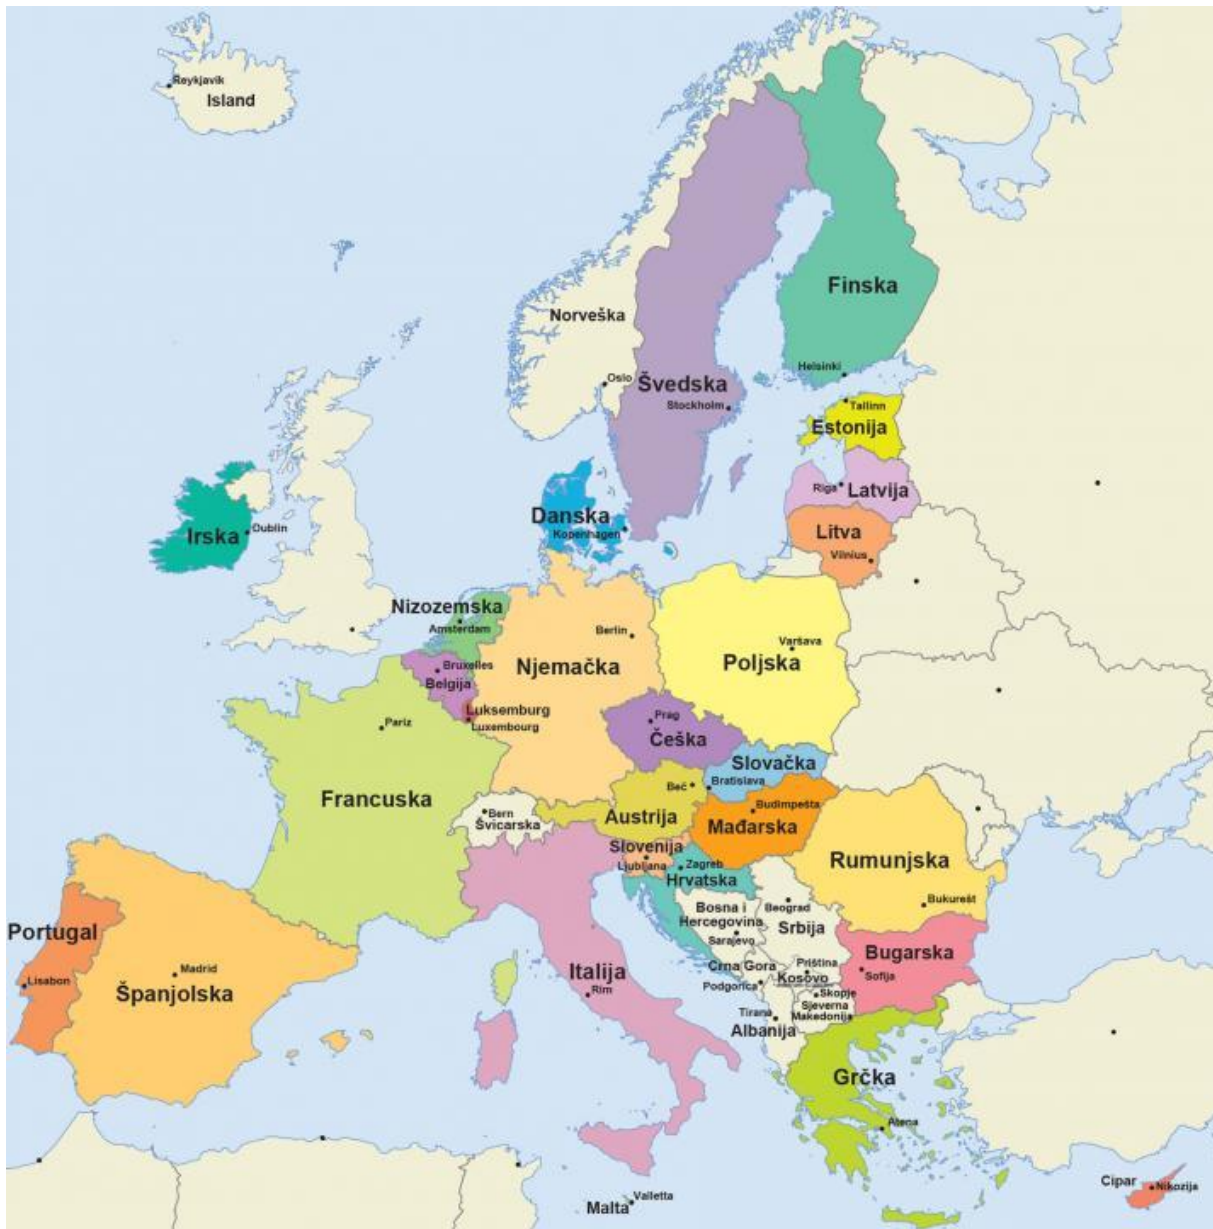 Reykjavik
Island
Finska
Norveška
Helsinki
Oslo
Švedska
Stockholm
Tallinn
Estonija
Riga
Latvija
Irska
Dublin
Danska
Kopenhagen
Litva
Vilnius
Nizozemska
Amsterdam
Berlin
Varšava
Njemačka
Poljska
Bruxelles
Belgija
Luksemburg
Luxembourg
Pariz
Prag
Češka
Slovačka
Bratislava
Beč
Francuska
Bern
Švicarska
Austrija
Budimpešta
Mađarska
Slovenija
Ljubljana
Zagreb
Hrvatska
Rumunjska
Bukurešt
Bosna i
Hercegovina
Sarajevo
Beograd
Srbija
Portugal
Lisabon
Madrid
Španjolska
Italija
Rim
Crna Gora
Podgorica
Priština
Kosovo
Bugarska
Sofija
Skopje
Sjeverna
Makedonija
Tirana
Albanija
Grčka
Atena
Malta
Valletta
Cipar
Nikozija